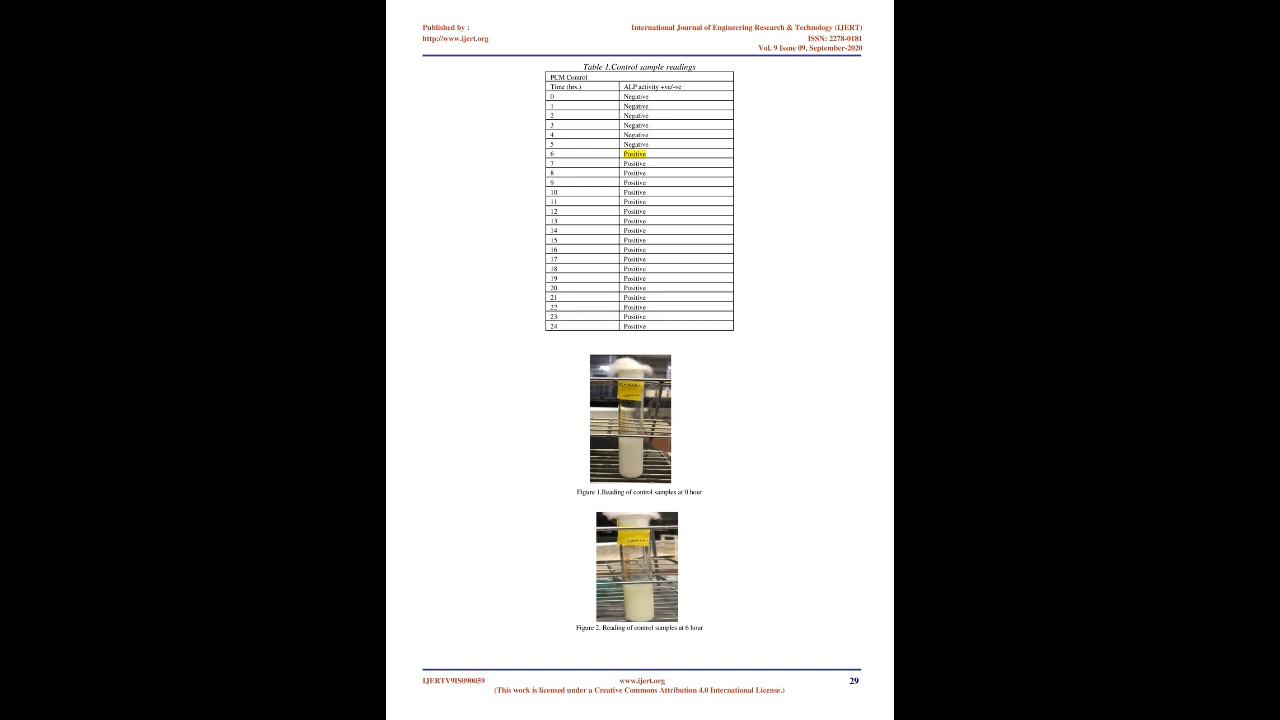 Published by :
International Journal of Engineering Research & Technology (IJERT)
http://www.ijert.org
ISSN: 2278-0181
Vol. 9 Issue 09, September-2020
Table 1.Control sample readings
PCM Control
Time (hrs.) ALP activity +ve/-ve
0 Negative
1 Negative
2 Negative
3 Negative
4 Negative
5 Negative
6 Positive
7 Positive
8 Positive
9 Positive
10 Positive
11 Positive
12 Positive
13 Positive
14 Positive
15 Positive
16 Positive
17 Positive
18 Positive
19 Positive
20 Positive
21 Positive
22 Positive
23 Positive
24 Positive
Figure 1.Reading of control samples at 0 hour
Figure 2. Reading of control samples at 6 hour
IJERTV9IS090059
www.ijert.org
29
(This work is licensed under a Creative Commons Attribution 4.0 International License.)